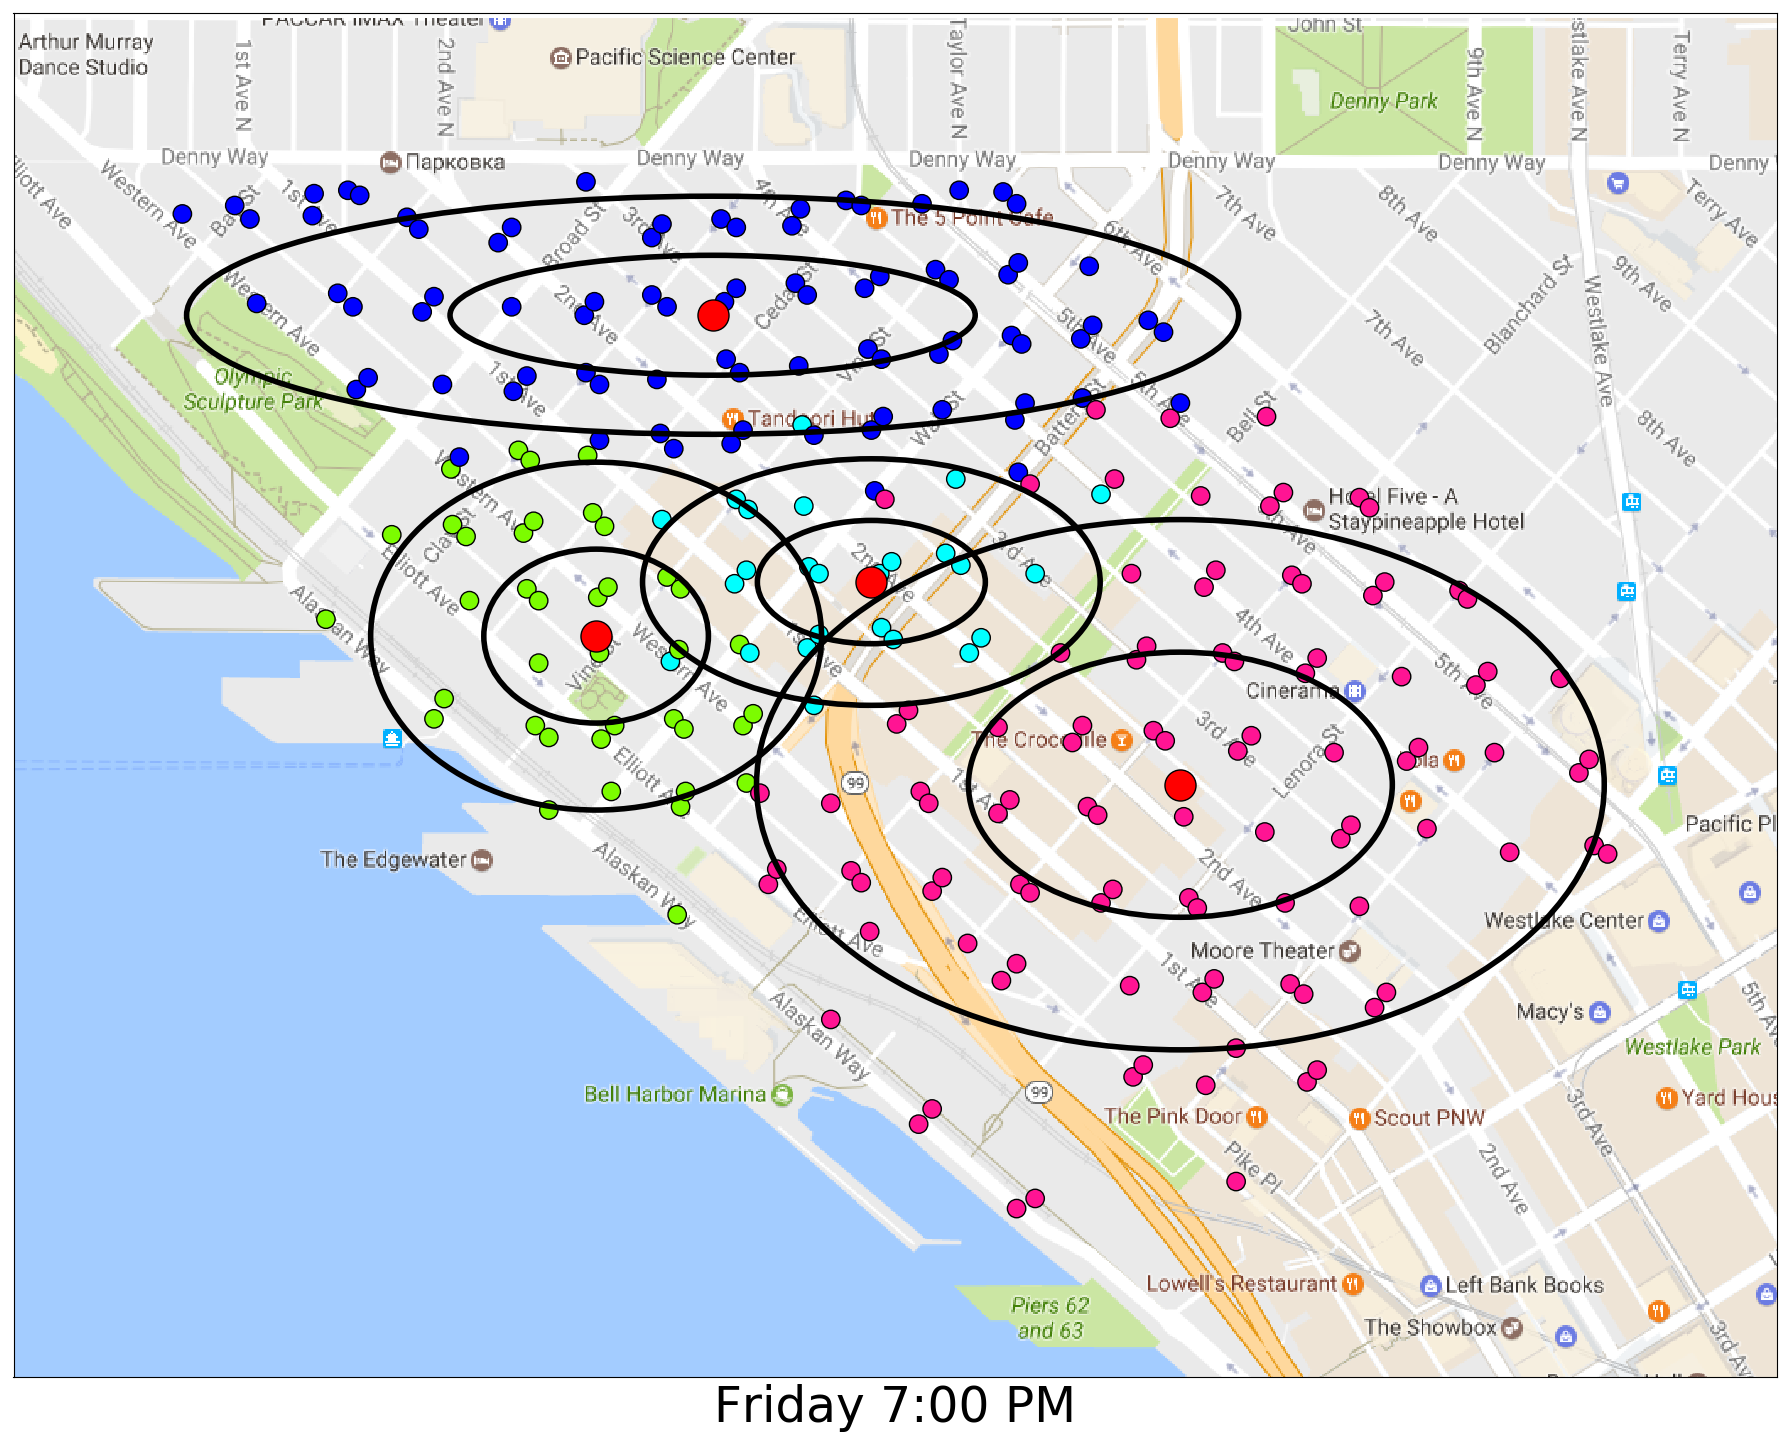 PACCAR IMAX Theater
John St
Arthur Murray
Dance Studio
1st Ave N
2nd Ave N
Pacific Science Center
Taylor Ave N
Denny Park
9th Ave N
Westlake Ave N
Terry Ave N
Denny Way
Парковка
Denny Way
Denny Way
Denny Way
Denny Way
Denny
Elliott Ave
Western Ave
Bay St
1st Ave
Broad St
3rd Ave
4th Ave
The 5 Point Cafe
6th Ave
7th Ave
8th Ave
Terry Ave
Western Ave
2nd Ave
Cedar St
5th Ave
7th Ave
Blanchard St
9th Ave
Westlake Ave
Olympic
Sculpture Park
1st Ave
Tandoori Hut
Wall St
Battery St
5th Ave
Bell St
8th Ave
Western Ave
Clay St
Elliott Ave
Hotel Five - A
Staypineapple Hotel
6th Ave
2nd Ave
3rd Ave
Alaskan Way
Vine St
Western Ave
1st Ave
4th Ave
5th Ave
Cinerama
The Crocodile
3rd Ave
Lenora St
Lola
Elliott Ave
99
1st Ave
Pacific Pl
The Edgewater
Alaskan Way
2nd Ave
Elliott Ave
Westlake Center
Moore Theater
1st Ave
Macy's
5th Ave
Alaskan Way
Westlake Park
Bell Harbor Marina
99
The Pink Door
Scout PNW
3rd Ave
Yard Hous
Pike Pl
2nd Ave
Lowell's Restaurant
Left Bank Books
Piers 62
and 63
The Showbox
3rd Ave
Friday 7:00 PM